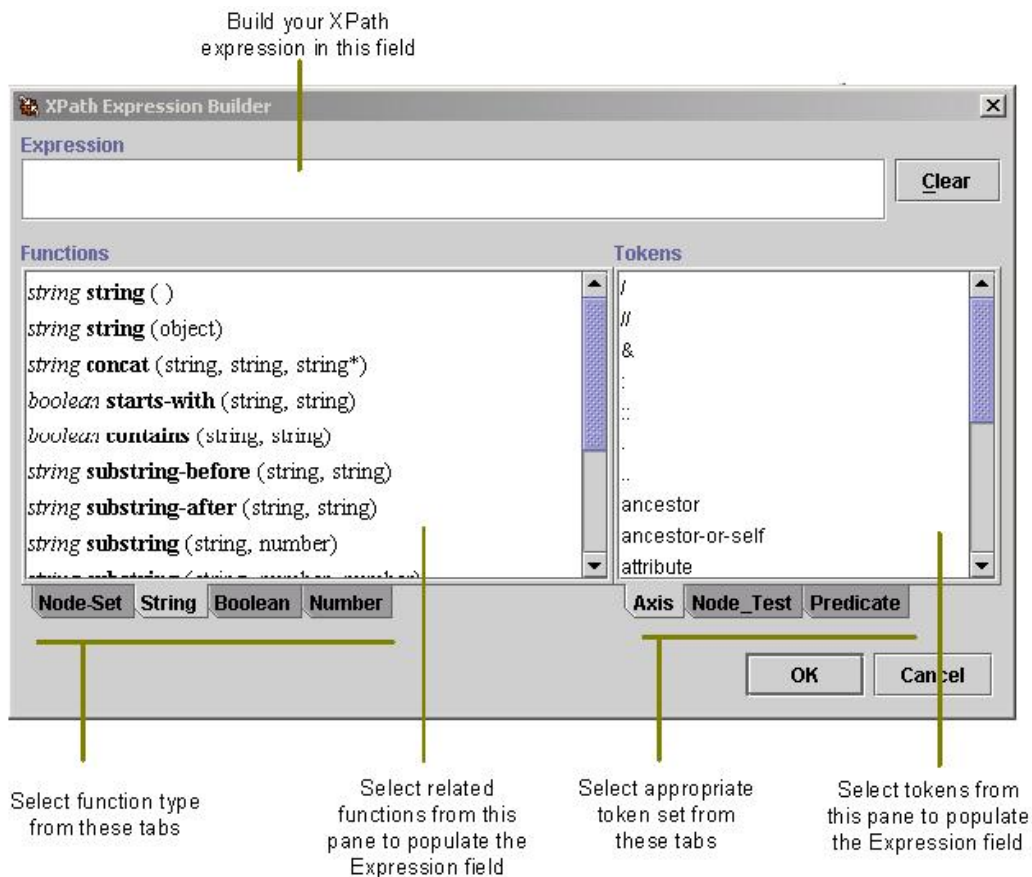 Build your XPath
expression in this field
XPath Expression Builder
Expression
Clear
Functions
string string ( )
string string (object)
string concat (string, string, string*)
boolean starts-with (string, string)
boolean contains (string, string)
string substring-before (string, string)
string substring-after (string, string)
string substring (string, number)
string substring (string, number, number)
Node-Set String Boolean Number
Tokens
/
//
&
:
::
.
..
ancestor
ancestor-or-self
attribute
Axis Node_Test Predicate
OK Cancel
Select function type
from these tabs
Select related
functions from this
pane to populate the
Expression field
Select appropriate
token set from
these tabs
Select tokens from
this pane to populate
the Expression field